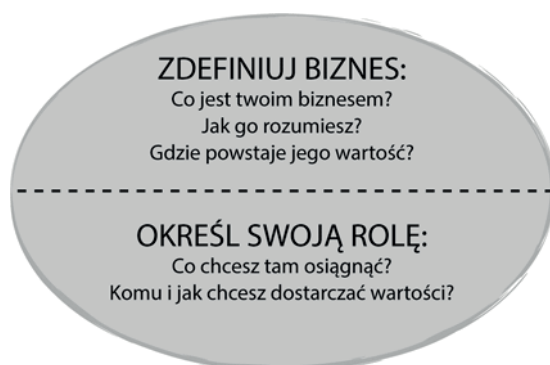 ZDEFINIUJ BIZNES:
Co jest twoim biznesem?
Jak go rozumiesz?
Gdzie powstaje jego wartość?
OKREŚL SWOJĄ ROLĘ:
Co chcesz tam osiągnąć?
Komu i jak chcesz dostarczać wartości?